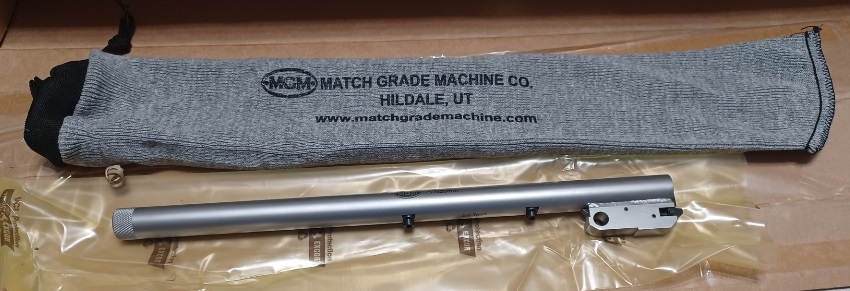 MGM MATCH GRADE MACHINE CO.
HILDALE, UT
www.matchgrademachine.com